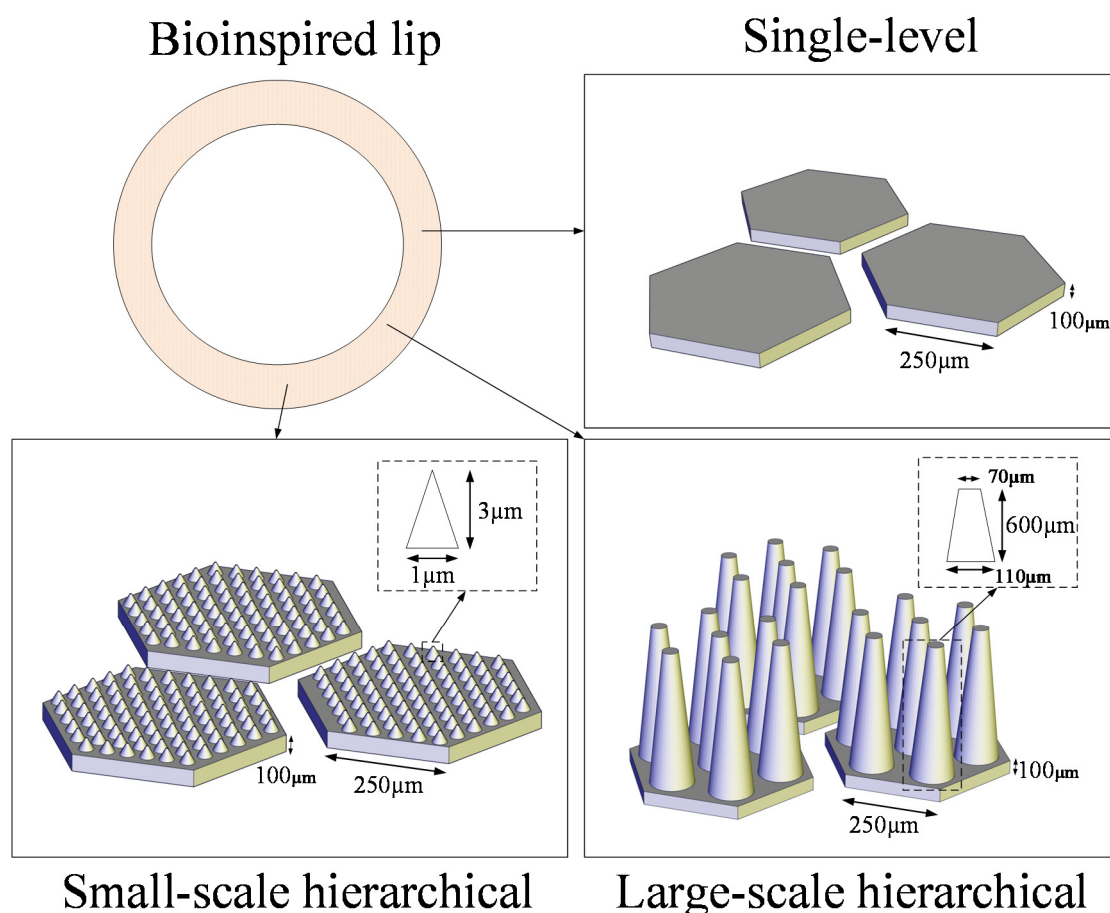 Bioinspired lip
Single-level
100μm
250μm
3μm
1μm
100μm
250μm
70μm
600μm
110μm
100μm
250μm
Small-scale hierarchical
Large-scale hierarchical